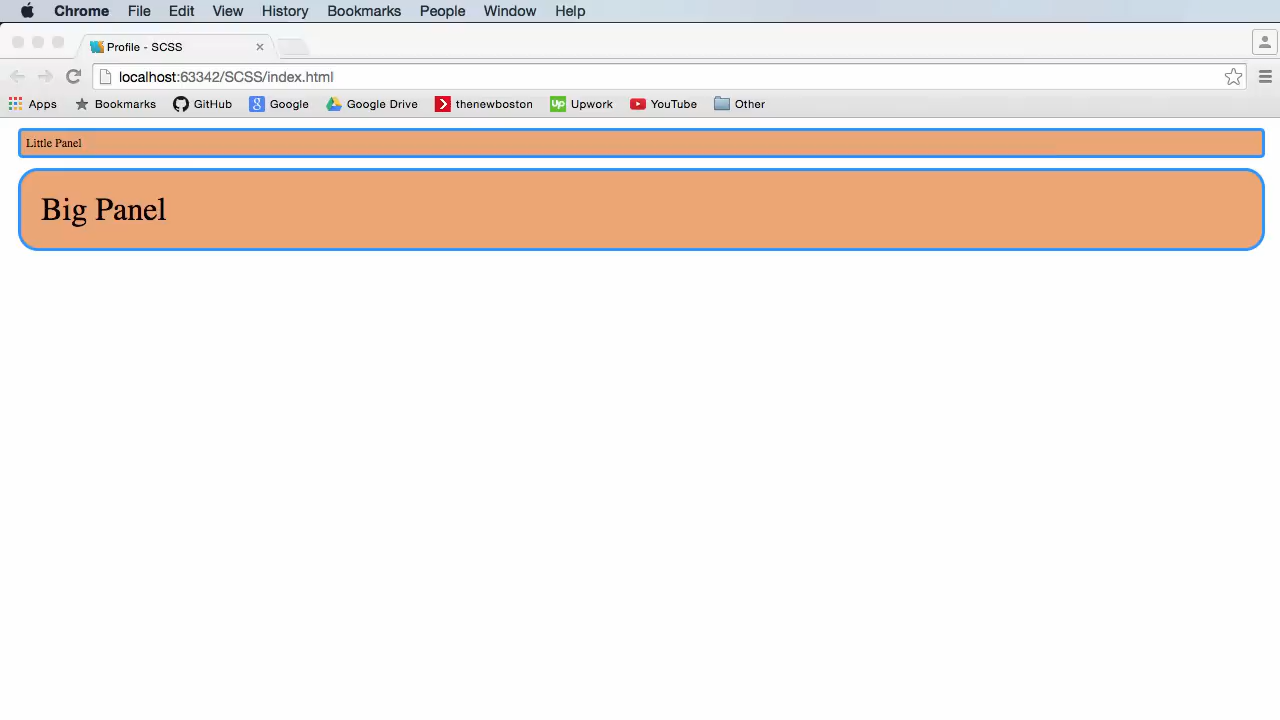 Chrome File Edit View History Bookmarks People Window Help
Profile - SCSS
localhost:63342/SCSS/index.html
Apps Bookmarks GitHub Google Google Drive thenewboston Up Upwork YouTube Other
Little Panel
Big Panel